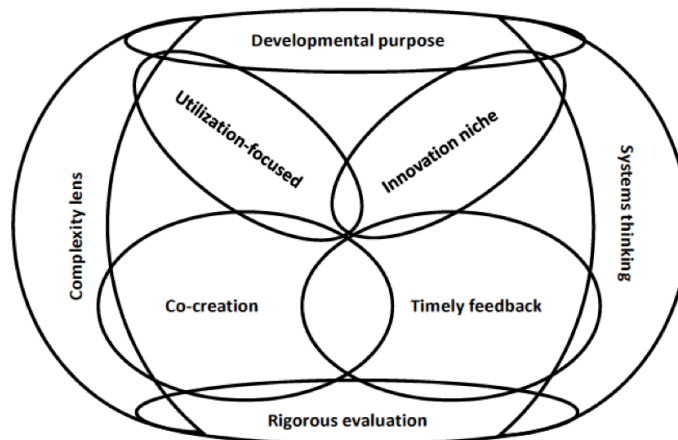 Developmental purpose
Utilization-focused
Innovation niche
Complexity lens
Systems thinking
Co-creation
Timely feedback
Rigorous evaluation